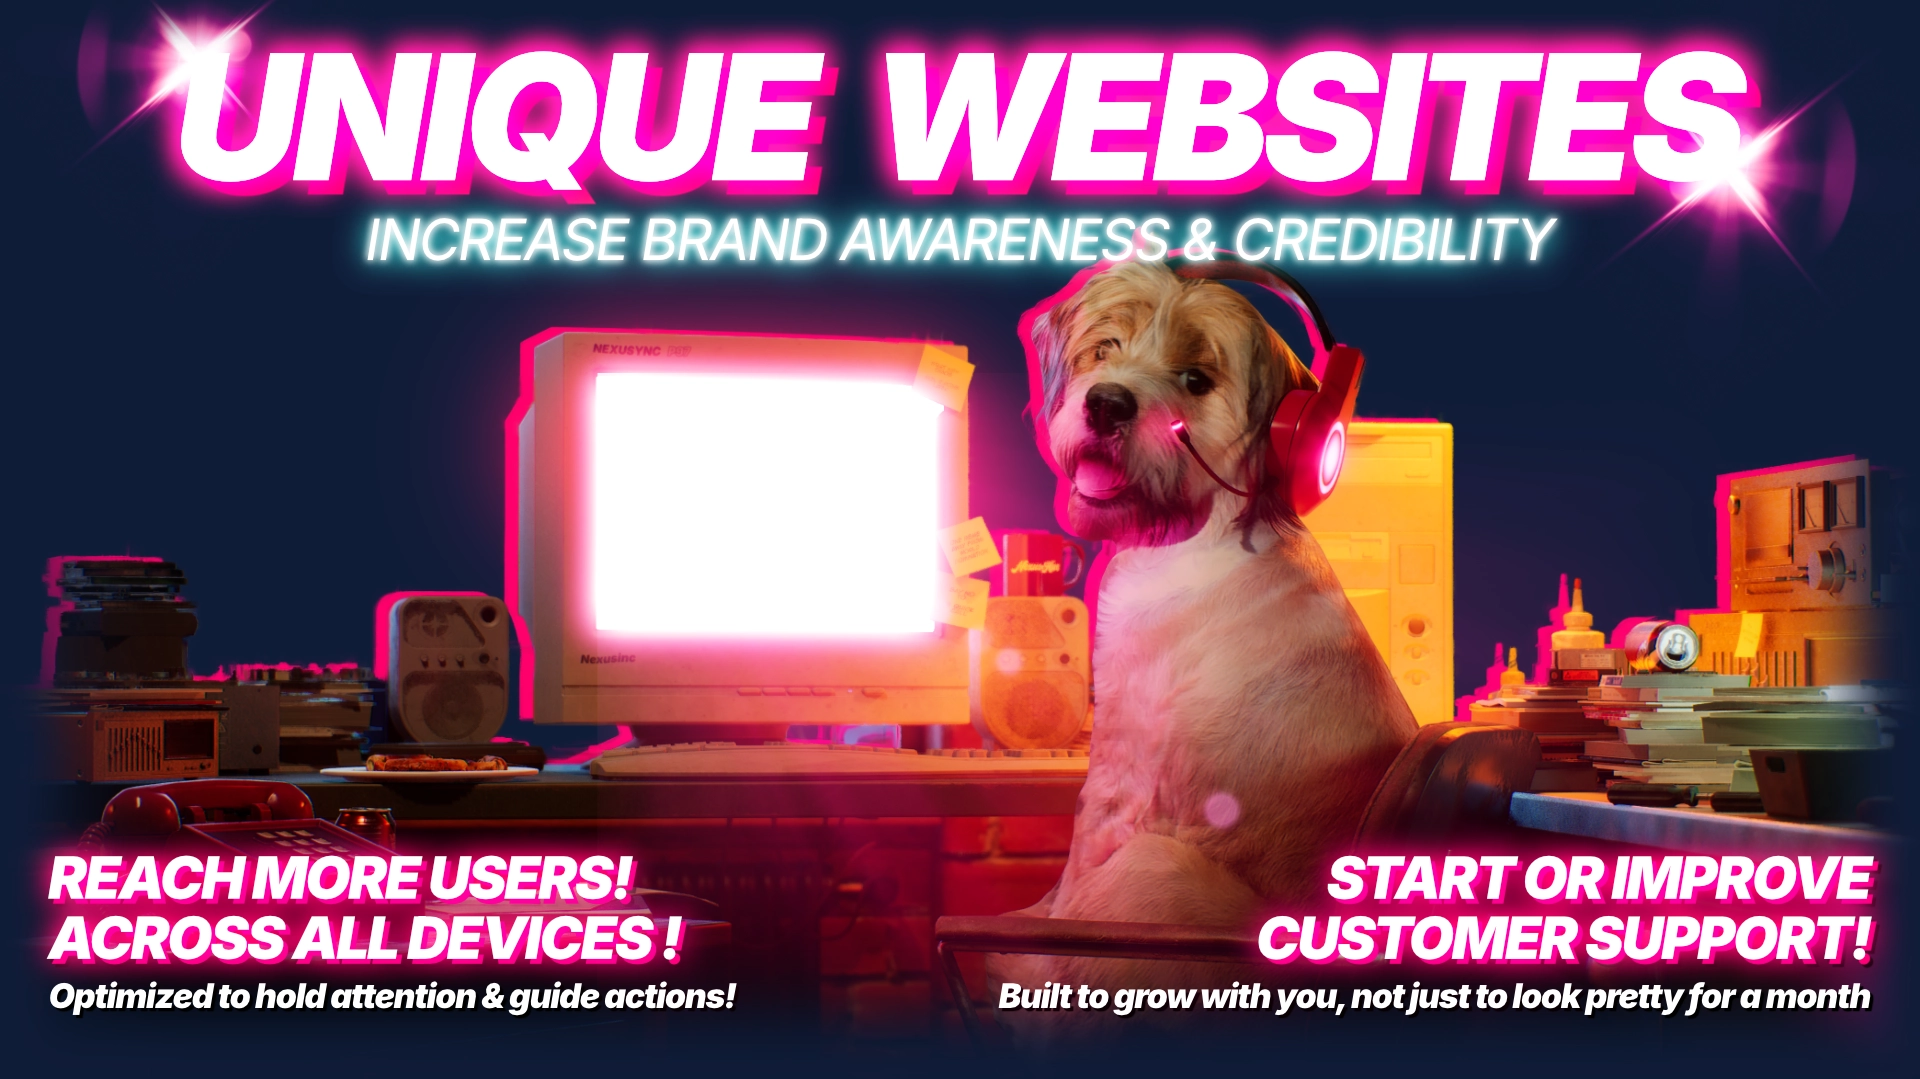 UNIQUE WEBSITES
INCREASE BRAND AWARENESS & CREDIBILITY
NEXUSYNC
Nexusinc
REACH MORE USERS!
ACROSS ALL DEVICES !
Optimized to hold attention & guide actions!
START OR IMPROVE
CUSTOMER SUPPORT!
Built to grow with you, not just to look pretty for a month